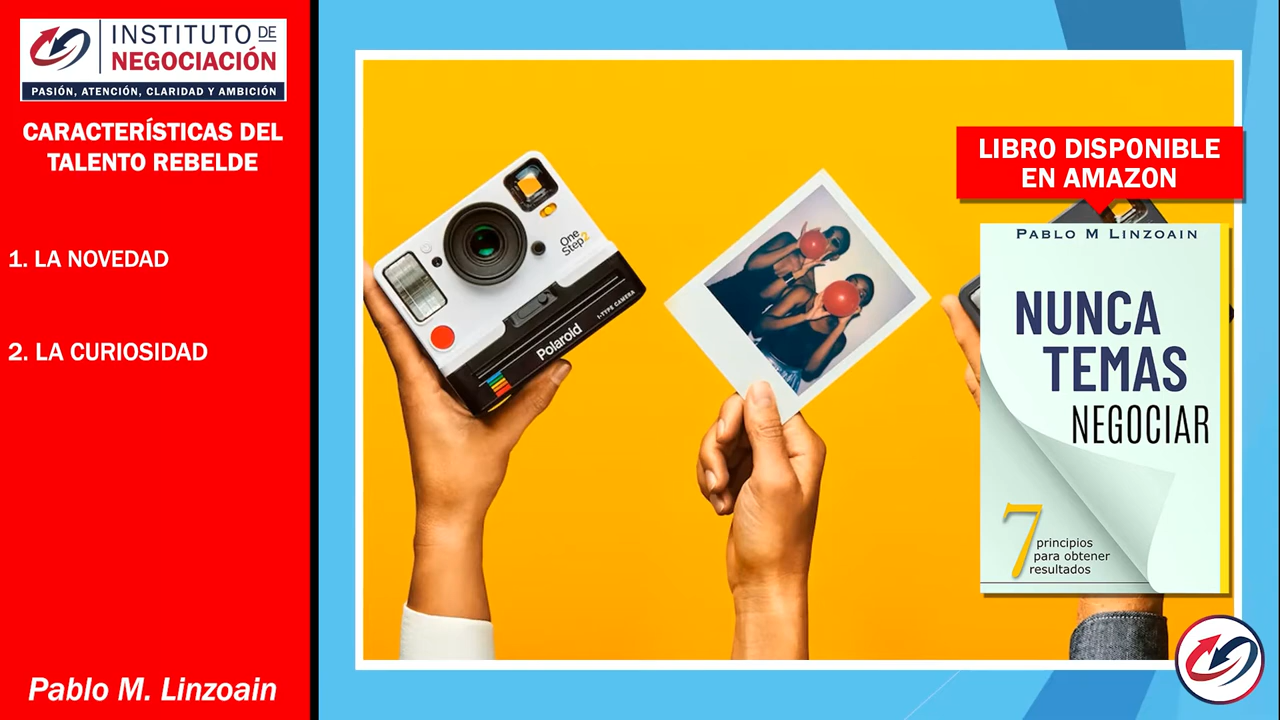 INSTITUTO DE
NEGOCIACIÓN
PASIÓN, ATENCIÓN, CLARIDAD Y AMBICIÓN
CARACTERÍSTICAS DEL
TALENTO REBELDE
1. LA NOVEDAD
2. LA CURIOSIDAD
Pablo M. Linzoain
One
Step2
I-TYPE CAMERA
Polaroid
LIBRO DISPONIBLE
EN AMAZON
PABLO M LINZOAIN
NUNCA
TEMAS
NEGOCIAR
7 principios
para obtener
resultados